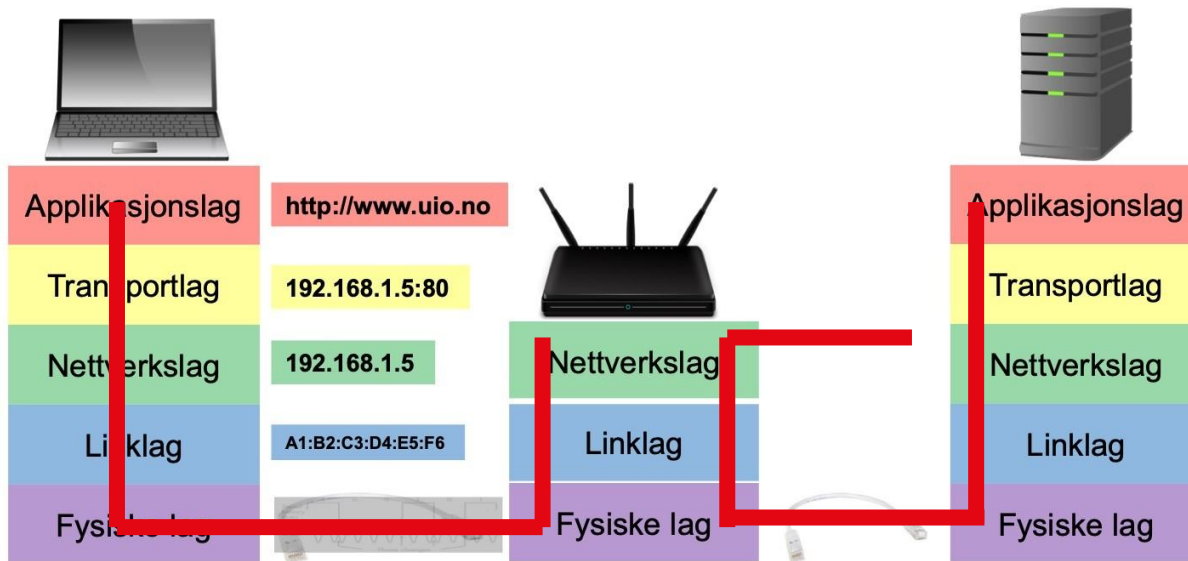 Applikasjonslag
http://www.uio.no
Applikasjonslag
Transportlag
192.168.1.5:80
Transportlag
Nettverkslag
192.168.1.5
Nettverkslag
Nettverkslag
Linklag
A1:B2:C3:D4:E5:F6
Linklag
Linklag
Fysiske lag
Fysiske lag
Fysiske lag